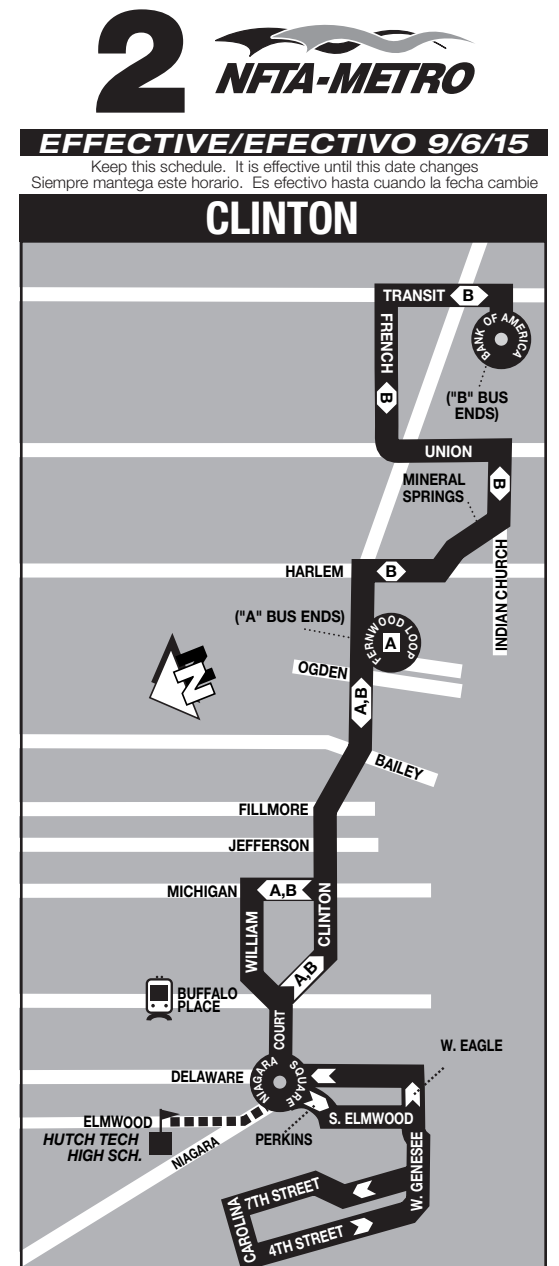 2
NFTA-METRO
EFFECTIVE/EFECTIVO 9/6/15
Keep this schedule. It is effective until this date changes
Siempre mantega este horario. Es efectivo hasta cuando la fecha cambie
CLINTON
TRANSIT B
BANK OF AMERICA
FRENCH
B
("B" BUS
ENDS)
UNION
MINERAL
SPRINGS
B
INDIAN CHURCH
HARLEM B
("A" BUS ENDS)
FERNWOOD LOOP
A
N
OGDEN
A,B
BAILEY
FILLMORE
JEFFERSON
MICHIGAN A,B
WILLIAM
CLINTON
A,B
BUFFALO
PLACE
COURT
W. EAGLE
DELAWARE
NIAGARA SQUARE
ELMWOOD
S. ELMWOOD
HUTCH TECH
HIGH SCH.
NIAGARA
PERKINS
W. GENESEE
7TH STREET
CAROLINA
4TH STREET